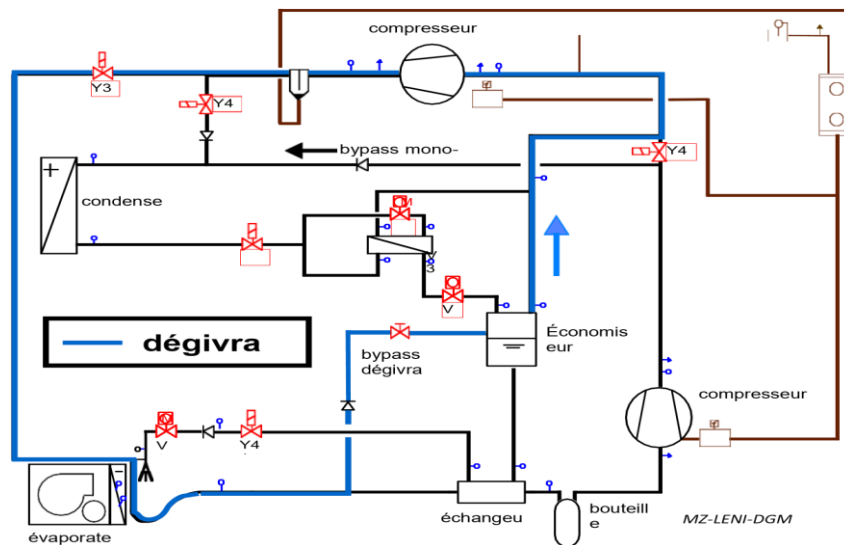 compresseur
Y3
Y4
bypass mono-
Y4
+
condense
M
V
3
V
Économis
eur
dégivra
bypass
dégivra
compresseur
V
Y4
-
échangeu
bouteill
e
MZ-LENI-DGM
évaporate